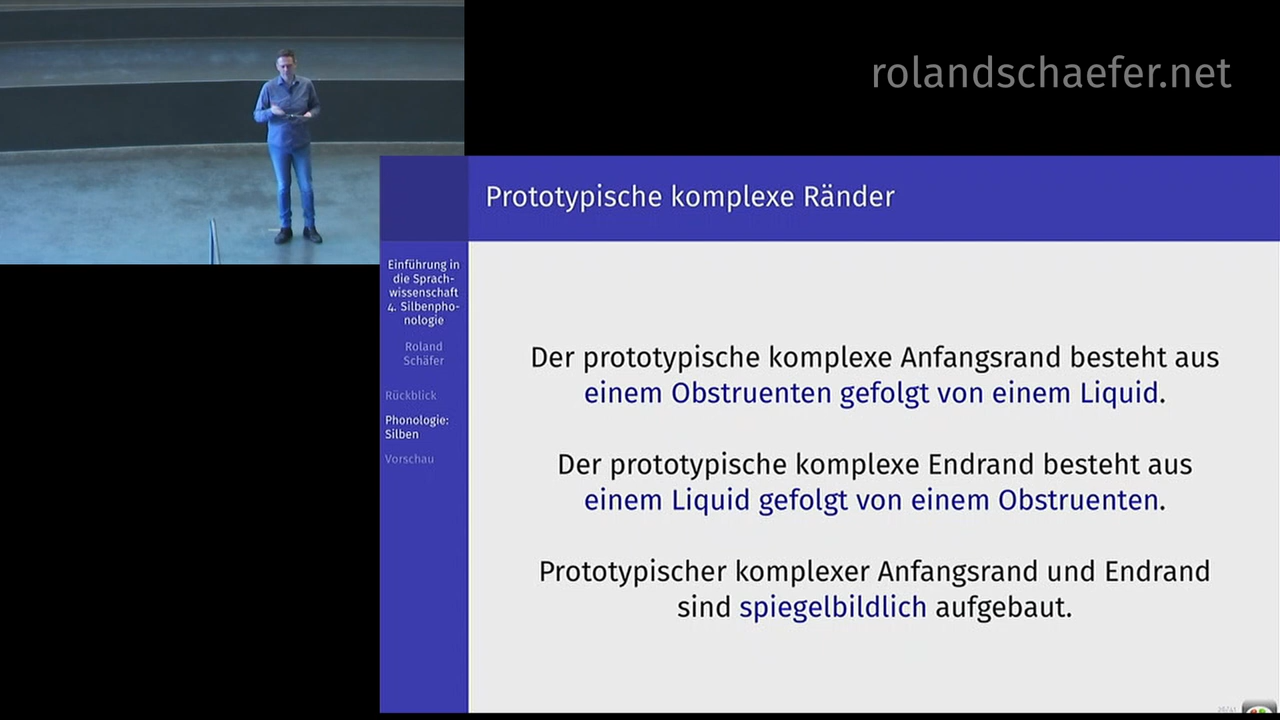 rolandschaefer.net
Prototypische komplexe Ränder
Einführung in
die Sprach-
wissenschaft
4. Silbenpho-
nologie
Roland
Schäfer
Rückblick
Phonologie:
Silben
Vorschau
Der prototypische komplexe Anfangsrand besteht aus
einem Obstruenten gefolgt von einem Liquid.
Der prototypische komplexe Endrand besteht aus
einem Liquid gefolgt von einem Obstruenten.
Prototypischer komplexer Anfangsrand und Endrand
sind spiegelbildlich aufgebaut.